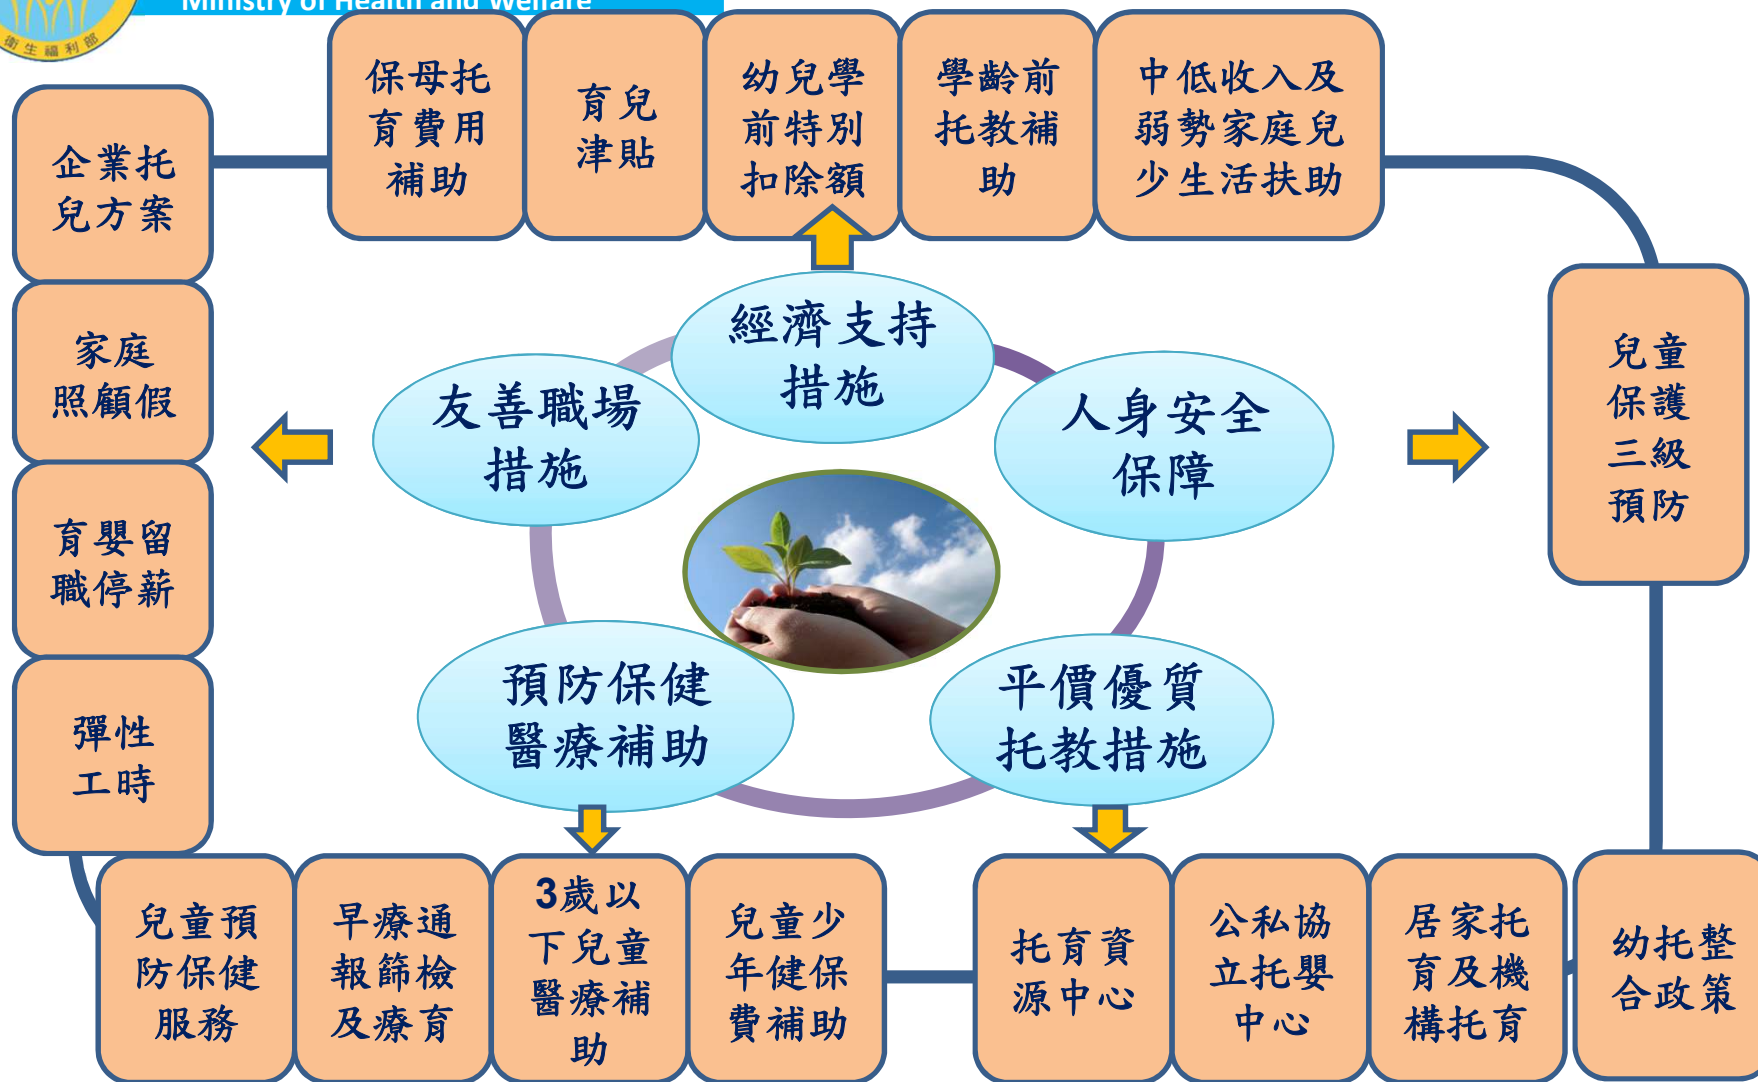 Ministry of Health and Welfare
衛生福利部
保母托
育費用
補助
育兒
津貼
幼兒學
前特別
扣除額
學齡前
托教補
助
中低收入及
弱勢家庭兒
少生活扶助
企業托
兒方案
家庭
照顧假
育嬰留
職停薪
彈性
工時
經濟支持
措施
友善職場
措施
人身安全
保障
預防保健
醫療補助
平價優質
托教措施
兒童
保護
三級
預防
兒童預
防保健
服務
早療通
報篩檢
及療育
3歲以
下兒童
醫療補
助
兒童少
年健保
費補助
托育資
源中心
公私協
立托嬰
中心
居家托
育及機
構托育
幼托整
合政策